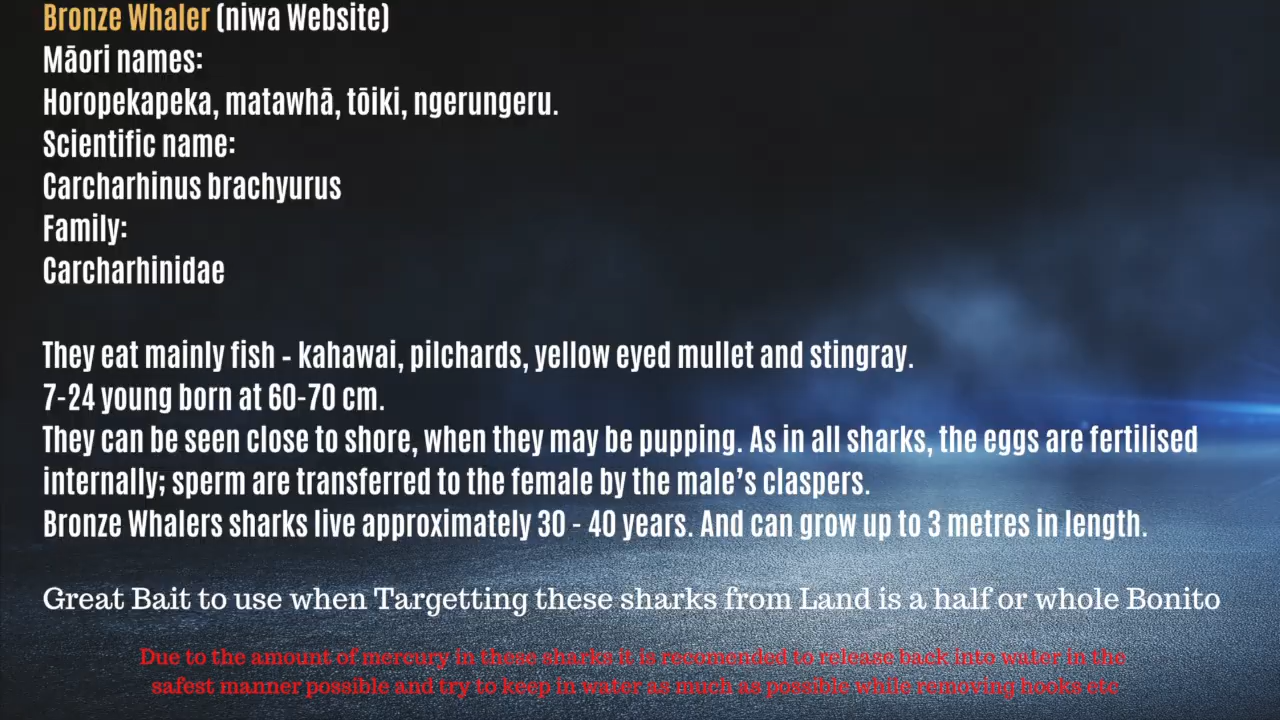 Bronze Whaler (niwa Website)
Māori names:
Horopekapeka, matawhā, tōiki, ngerungeru.
Scientific name:
Carcharhinus brachyurus
Family:
Carcharhinidae
They eat mainly fish - kahawai, pilchards, yellow eyed mullet and stingray.
7-24 young born at 60-70 cm.
They can be seen close to shore, when they may be pupping. As in all sharks, the eggs are fertilised
internally; sperm are transferred to the female by the male’s claspers.
Bronze Whalers sharks live approximately 30 - 40 years. And can grow up to 3 metres in length.
Great Bait to use when Targetting these sharks from Land is a half or whole Bonito
Due to the amount of mercury in these sharks it is recomended to release back into water in the
safest manner possible and try to keep in water as much as possible while removing hooks etc